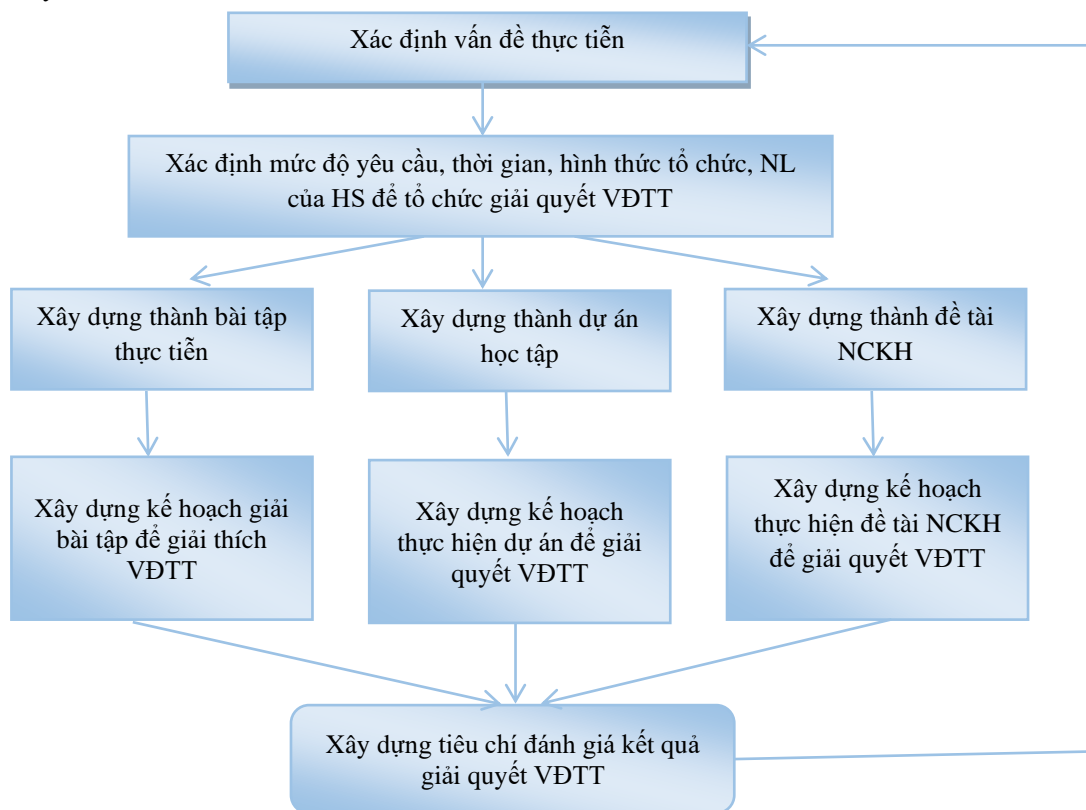 Xác định vấn đề thực tiễn
Xác định mức độ yêu cầu, thời gian, hình thức tổ chức, NL
của HS để tổ chức giải quyết VĐTT
Xây dựng thành bài tập
thực tiễn
Xây dựng thành dự án
học tập
Xây dựng thành đề tài
NCKH
Xây dựng kế hoạch giải
bài tập để giải thích
VĐTT
Xây dựng kế hoạch
thực hiện dự án để giải
quyết VĐTT
Xây dựng kế hoạch
thực hiện đề tài NCKH
để giải quyết VĐTT
Xây dựng tiêu chí đánh giá kết quả
giải quyết VĐTT